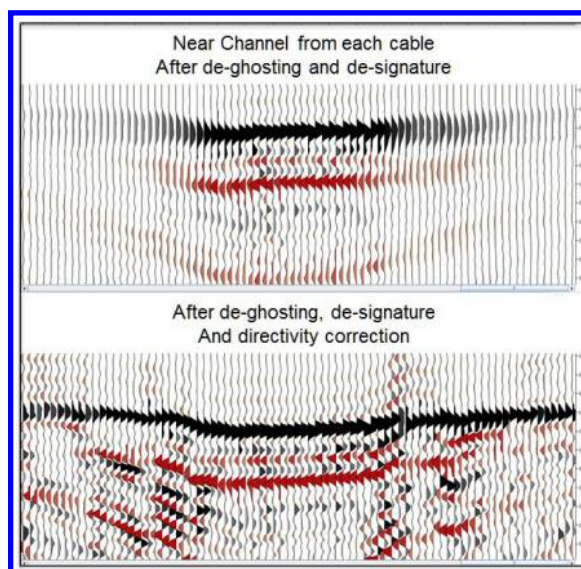 Near Channel from each cable
After de-ghosting and de-signature
After de-ghosting, de-signature
And directivity correction